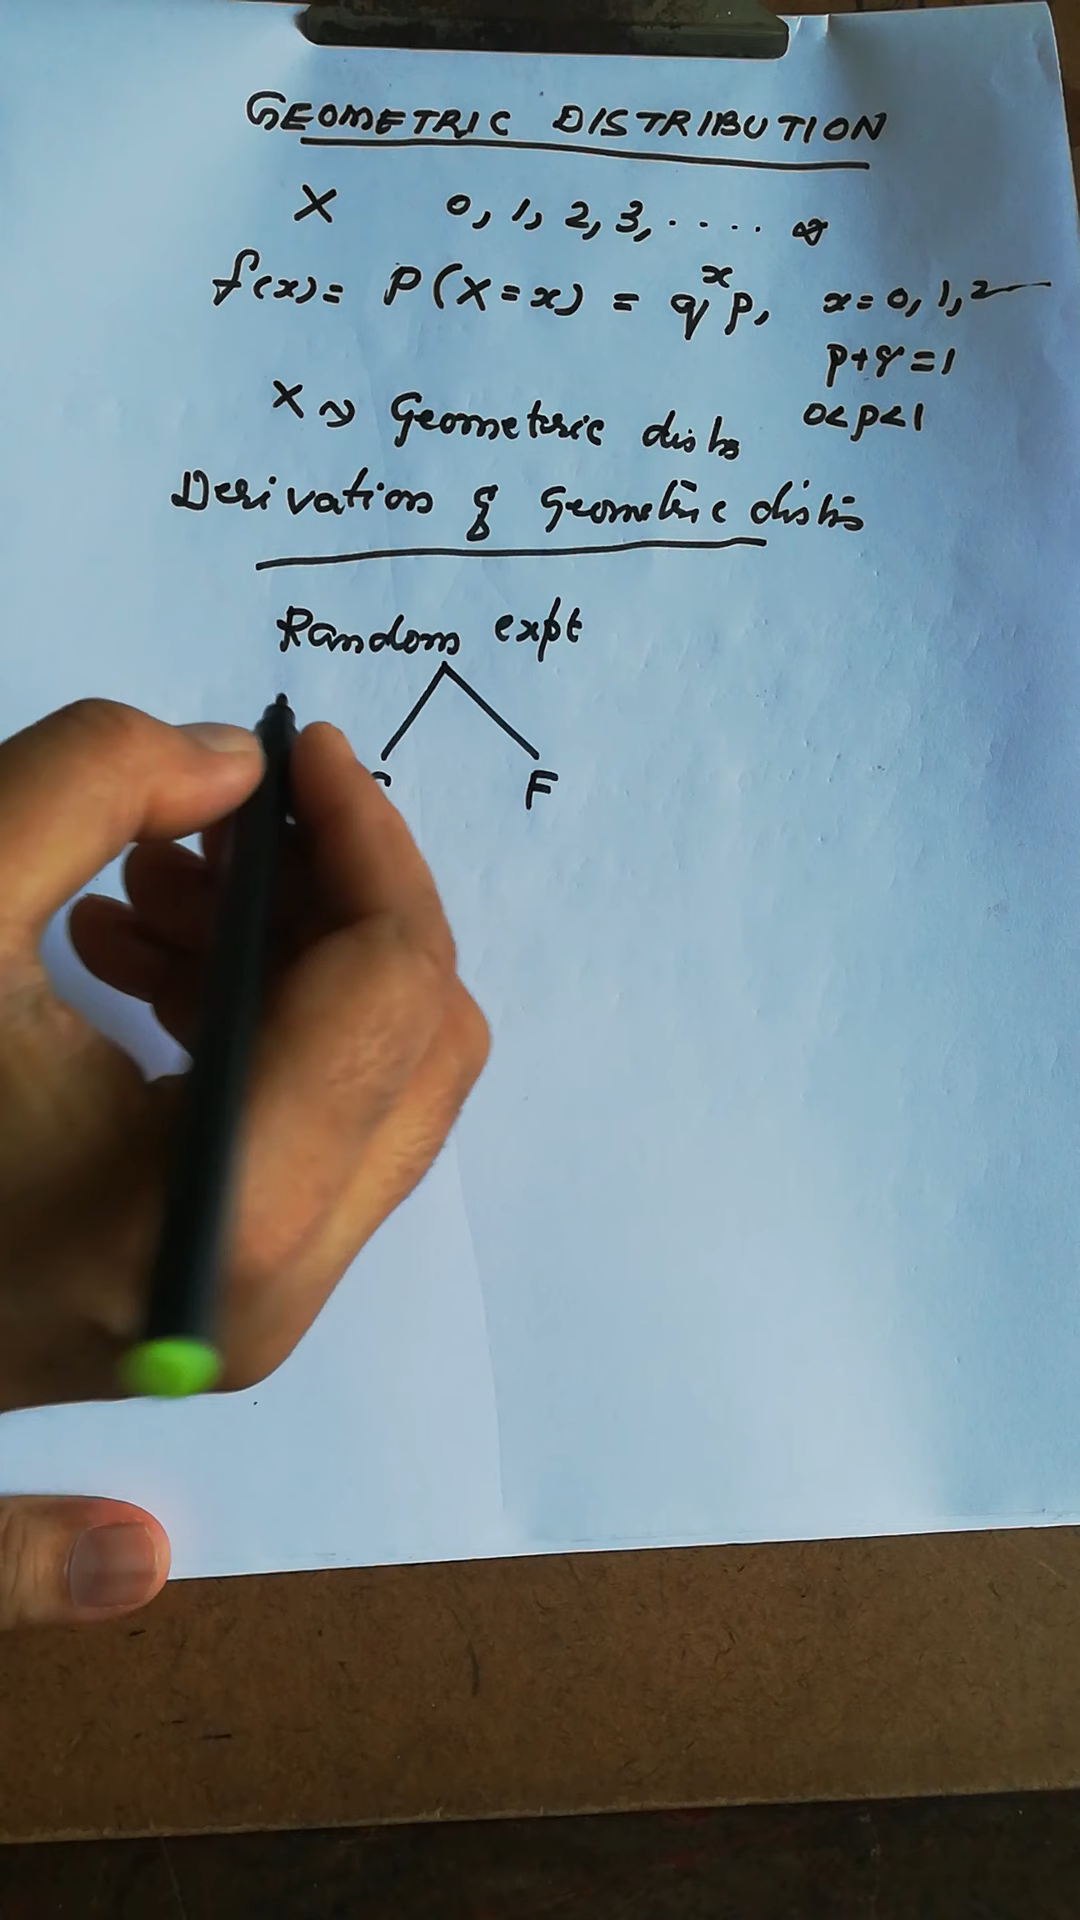 GEOMETRIC DISTRIBUTION
X 0, 1, 2, 3, ..... ∞
f(x) = P(X=x) = q^x p, x = 0, 1, 2
p+q=1
X ~ Geometric distn 0<p<1
Derivation of Geometric distn
Random expt
F